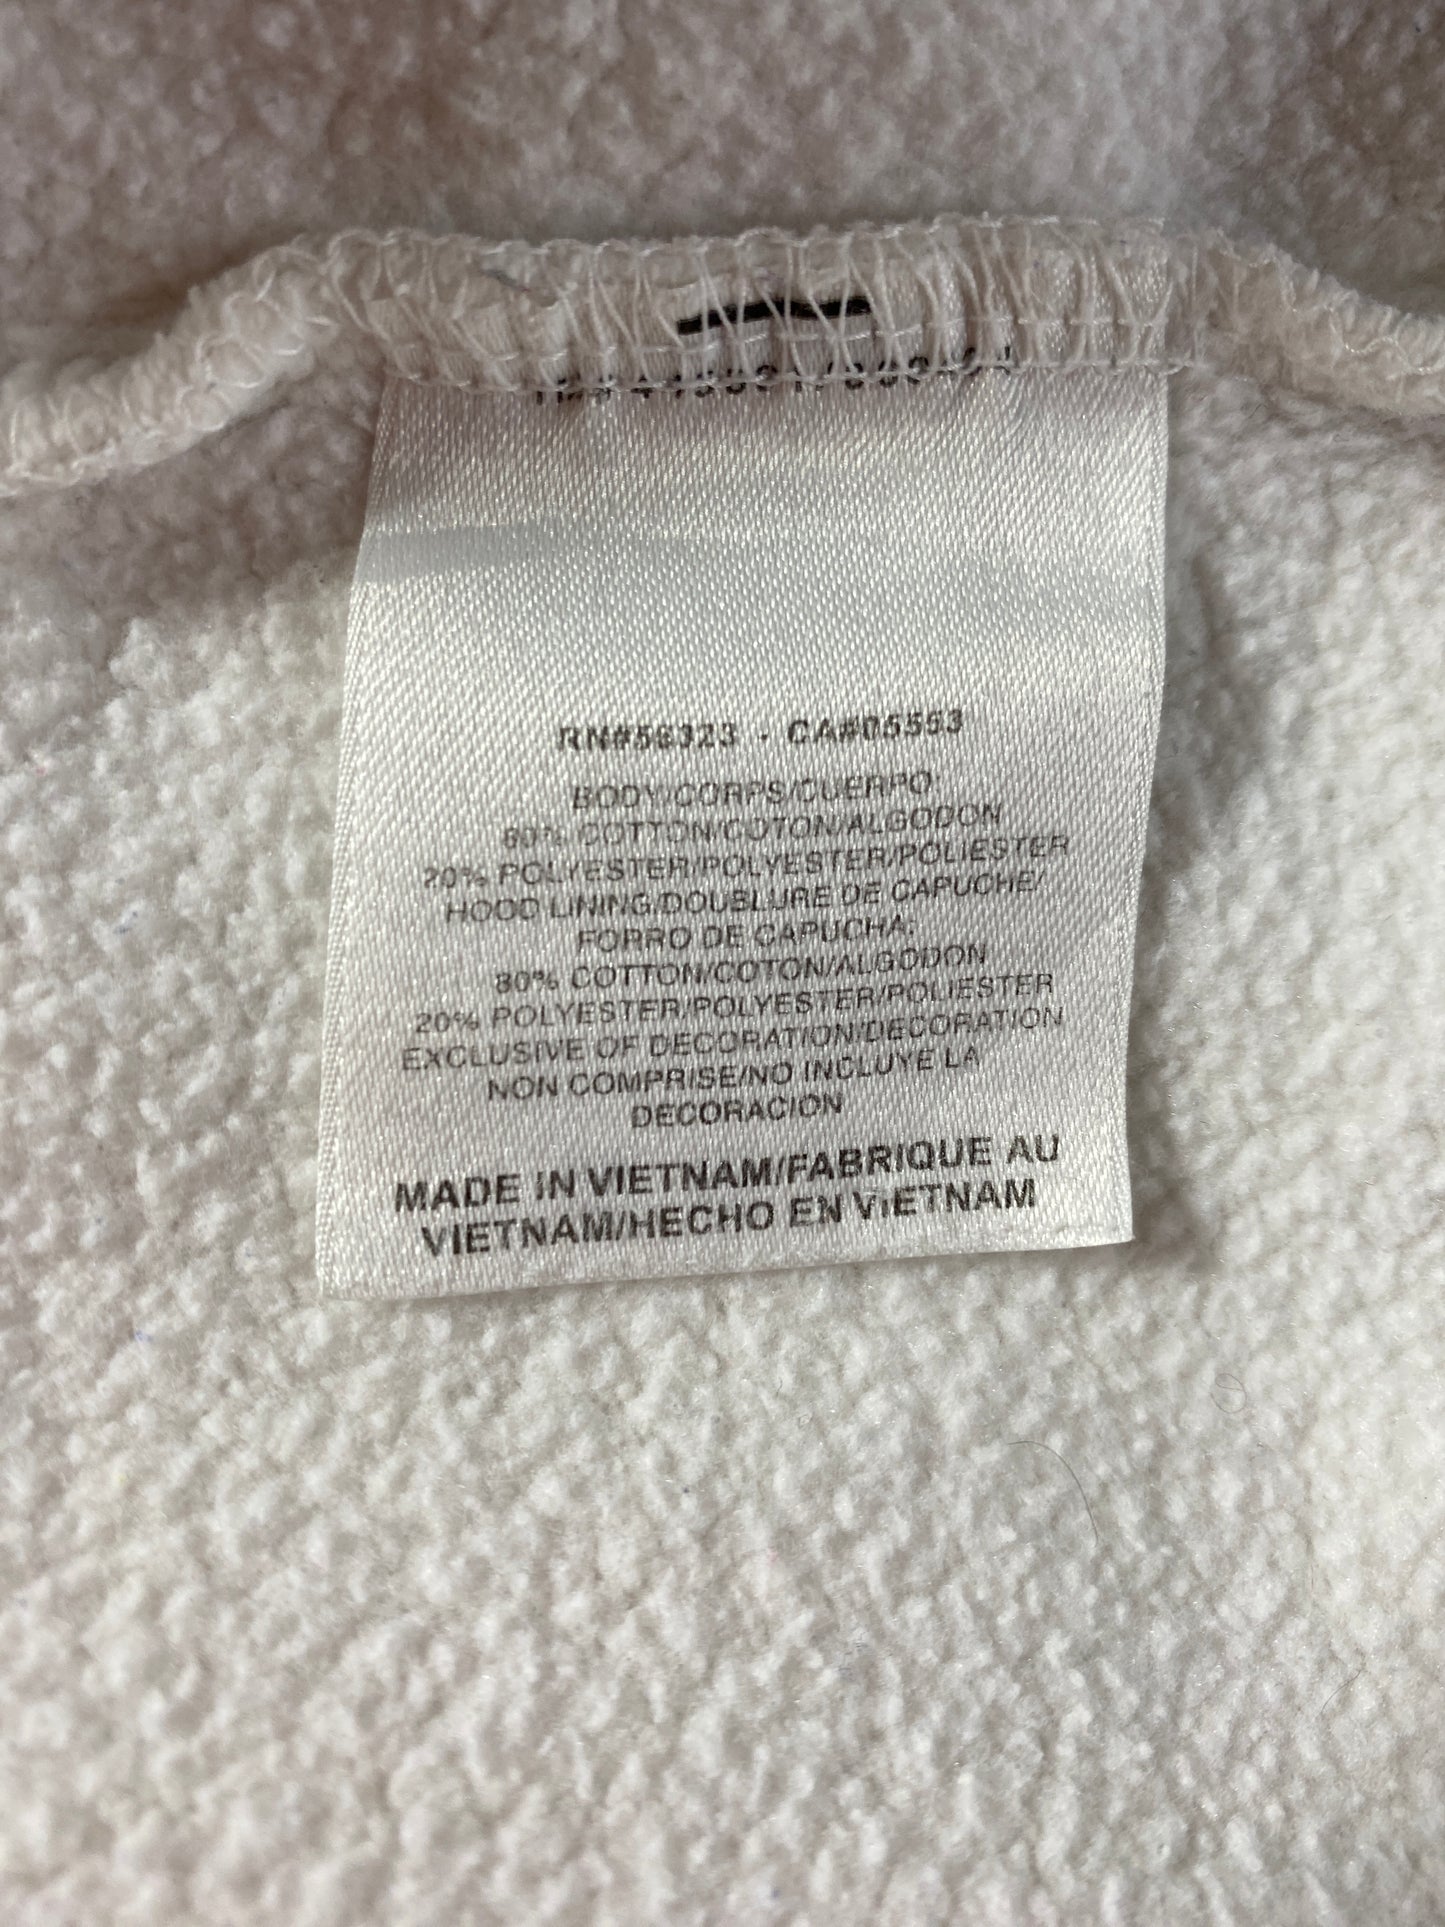 RN#56323 - CA#05553
BODY/CORPS/CUERPO:
80% COTTON/COTON/ALGODON
20% POLYESTER/POLYESTER/POLIESTER
HOOD LINING/DOUBLURE DE CAPUCHE/
FORRO DE CAPUCHA:
80% COTTON/COTON/ALGODON
20% POLYESTER/POLYESTER/POLIESTER
EXCLUSIVE OF DECORATION/DECORATION
NON COMPRISE/NO INCLUYE LA
DECORACION
MADE IN VIETNAM/FABRIQUE AU
VIETNAM/HECHO EN VIETNAM